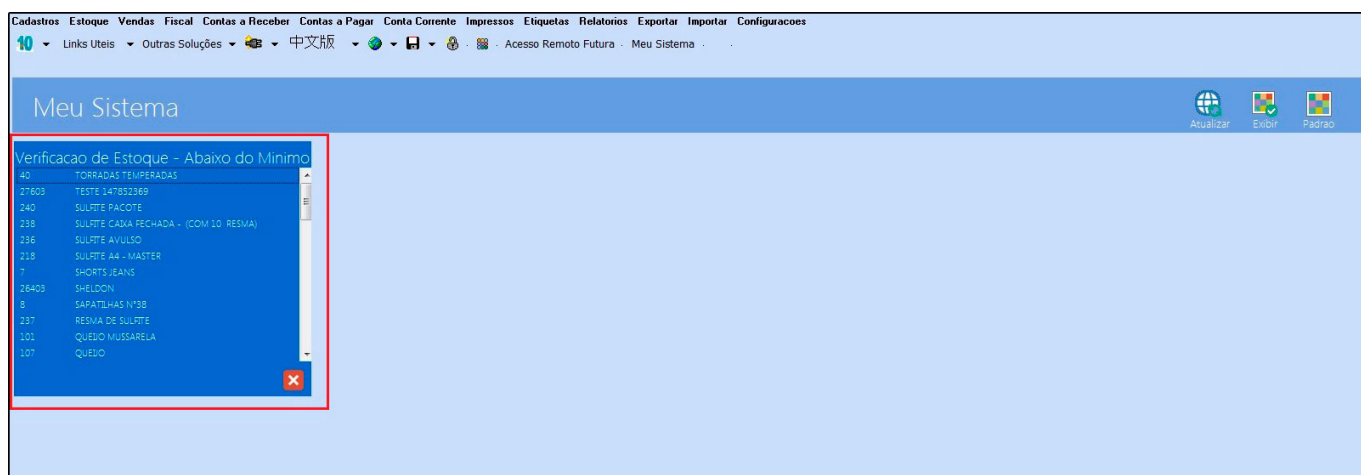 Cadastros Estoque Vendas Fiscal Contas a Receber Contas a Pagar Conta Corrente Impressos Etiquetas Relatorios Exportar Importar Configuracoes
10 Links Uteis Outras Soluções 中文版 Acesso Remoto Futura Meu Sistema
Meu Sistema
Atualizar Exibir Padrao
Verificacao de Estoque - Abaixo do Minimo
40 TORRADAS TEMPERADAS
27603 TESTE 147852369
240 SULFITE PACOTE
238 SULFITE CAIXA FECHADA - (COM 10 RESMA)
236 SULFITE AVULSO
218 SULFITE A4 - MASTER
7 SHORTS JEANS
26403 SHELDON
8 SAPATILHAS N°38
237 RESMA DE SULFITE
101 QUEIJO MUSSARELA
107 QUEIJO